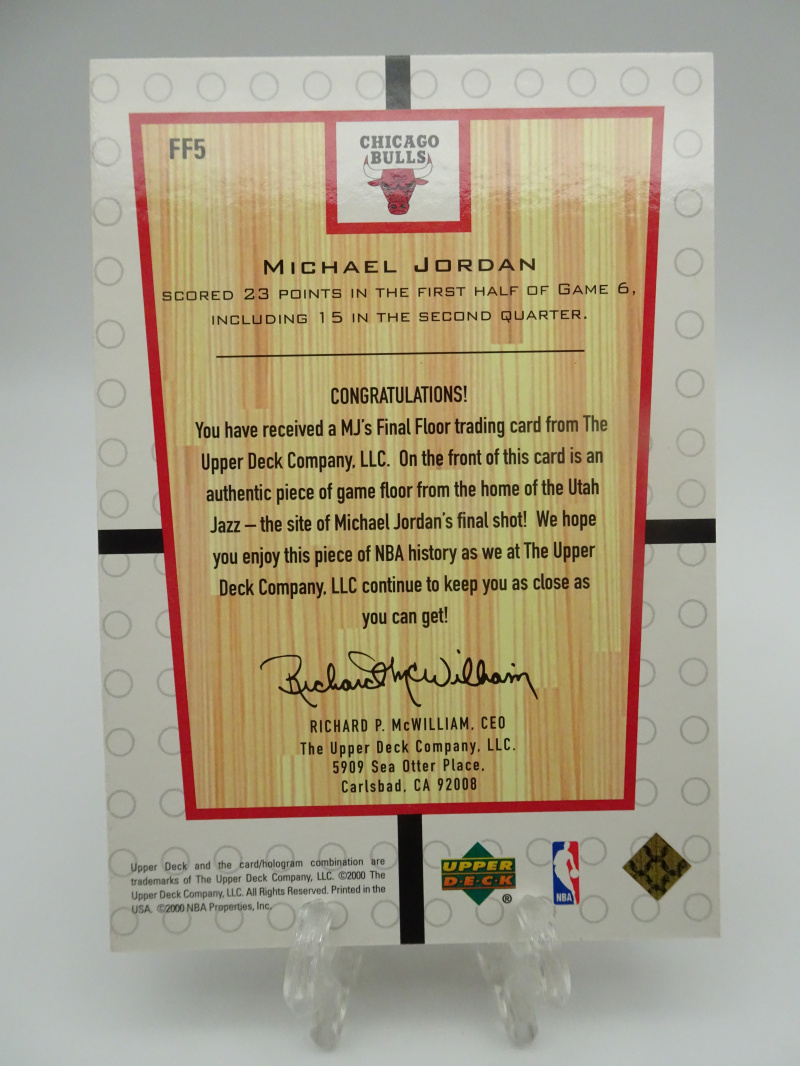 FF5
CHICAGO
BULLS
MICHAEL JORDAN
SCORED 23 POINTS IN THE FIRST HALF OF GAME 6,
INCLUDING 15 IN THE SECOND QUARTER.
CONGRATULATIONS!
You have received a MJ's Final Floor trading card from The
Upper Deck Company, LLC. On the front of this card is an
authentic piece of game floor from the home of the Utah
Jazz – the site of Michael Jordan's final shot! We hope
you enjoy this piece of NBA history as we at The Upper
Deck Company, LLC continue to keep you as close as
you can get!
Richard McWilliam
RICHARD P. McWILLIAM, CEO
The Upper Deck Company, LLC.
5909 Sea Otter Place,
Carlsbad, CA 92008
Upper Deck and the card/hologram combination are
trademarks of The Upper Deck Company, LLC. ©2000 The
Upper Deck Company, LLC. All Rights Reserved. Printed in the
USA. ©2000 NBA Properties, Inc.
UPPER
DECK
®
NBA